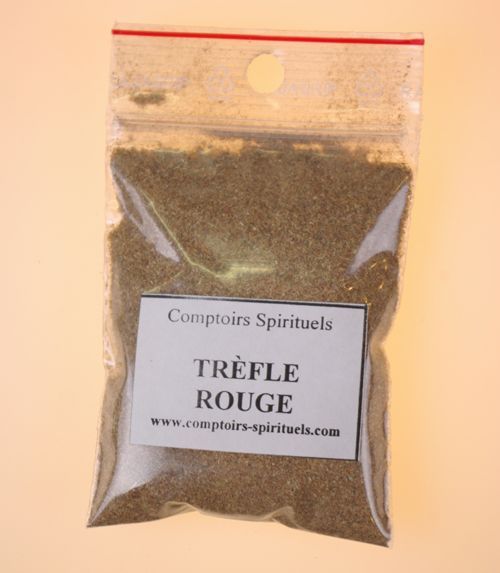 Comptoirs Spirituels
TRÈFLE
ROUGE
www.comptoirs-spirituels.com